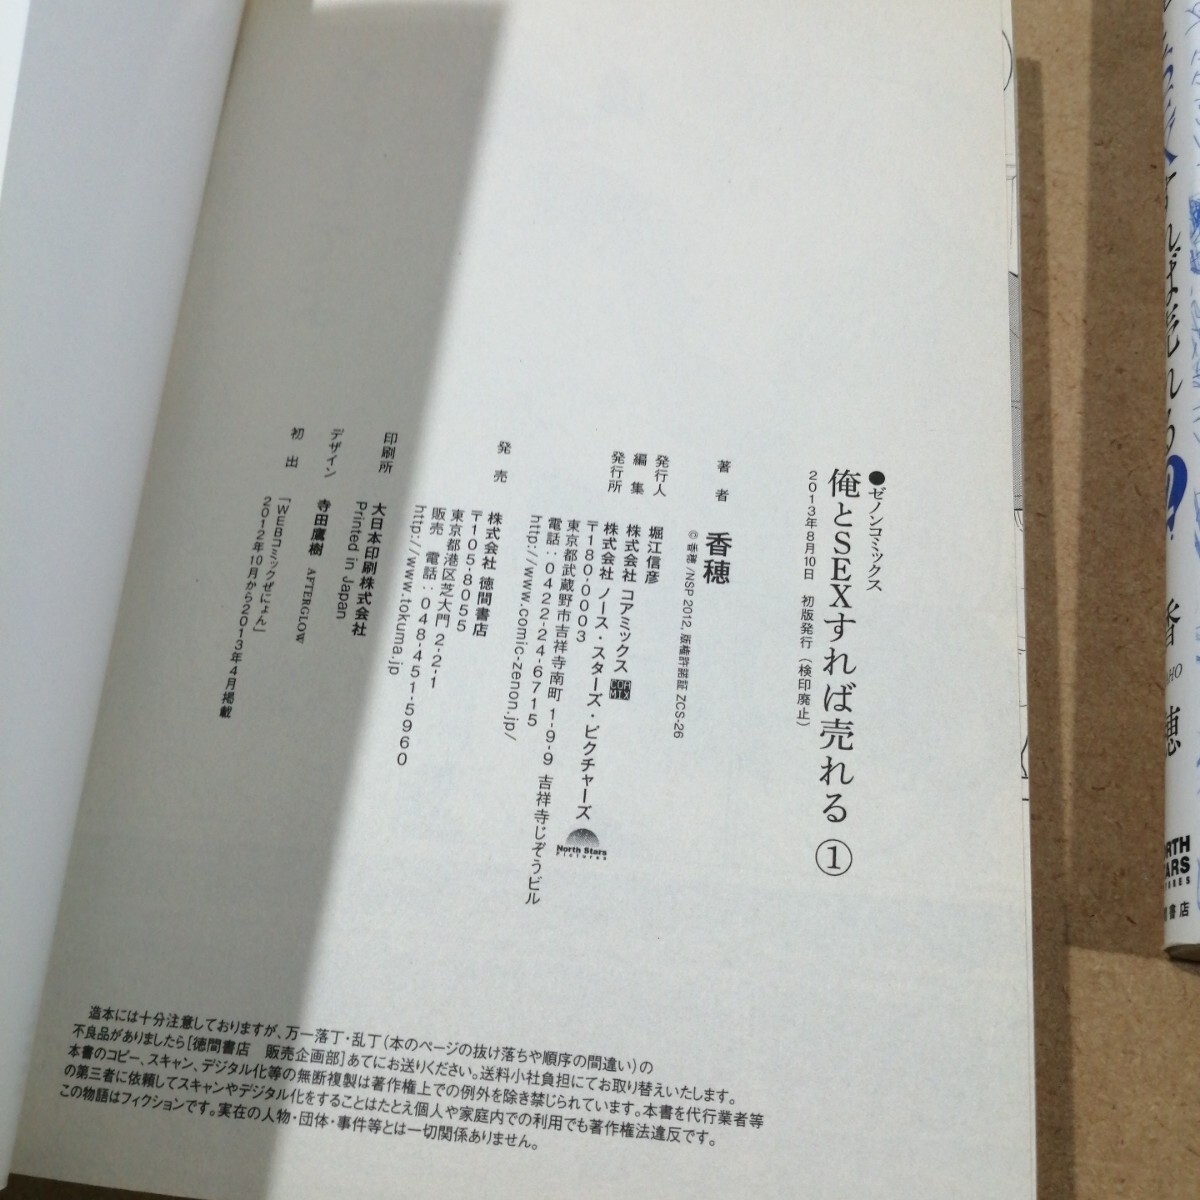 ●ゼノンコミックス
俺とSEXすれば売れる①
2013年8月10日 初版発行(検印廃止)
著者 香穂
© 香穂/NSP 2012, 版権許諾証 ZCS-26
発行人 堀江信彦
編集 株式会社 コアミックス COAMIX
発行所 株式会社 ノース・スターズ・ピクチャーズ North Stars Pictures
〒180-0003
東京都武蔵野市吉祥寺南町 1-9-9 吉祥寺じぞうビル
電話:0422-24-6715
http://www.comic-zenon.jp/
発売 株式会社 徳間書店
〒105-8055
東京都港区芝大門 2-2-1
販売 電話:048-451-5960
http://www.tokuma.jp
印刷所 大日本印刷株式会社
Printed in Japan
デザイン 寺田鷹樹 AFTERGLOW
初出 「WEBコミックぜにょん」
2012年10月から2013年4月掲載
造本には十分注意しておりますが、万一落丁・乱丁(本のページの抜け落ちや順序の間違い)の
不良品がありましたら[徳間書店 販売企画部]あてにお送りください。送料小社負担にてお取り替えいたします。
本書のコピー、スキャン、デジタル化等の無断複製は著作権上での例外を除き禁じられています。本書を代行業者等
の第三者に依頼してスキャンやデジタル化をすることはたとえ個人や家庭内での利用でも著作権法違反です。
この物語はフィクションです。実在の人物・団体・事件等とは一切関係ありません。
すれば売れる
香穂
書店